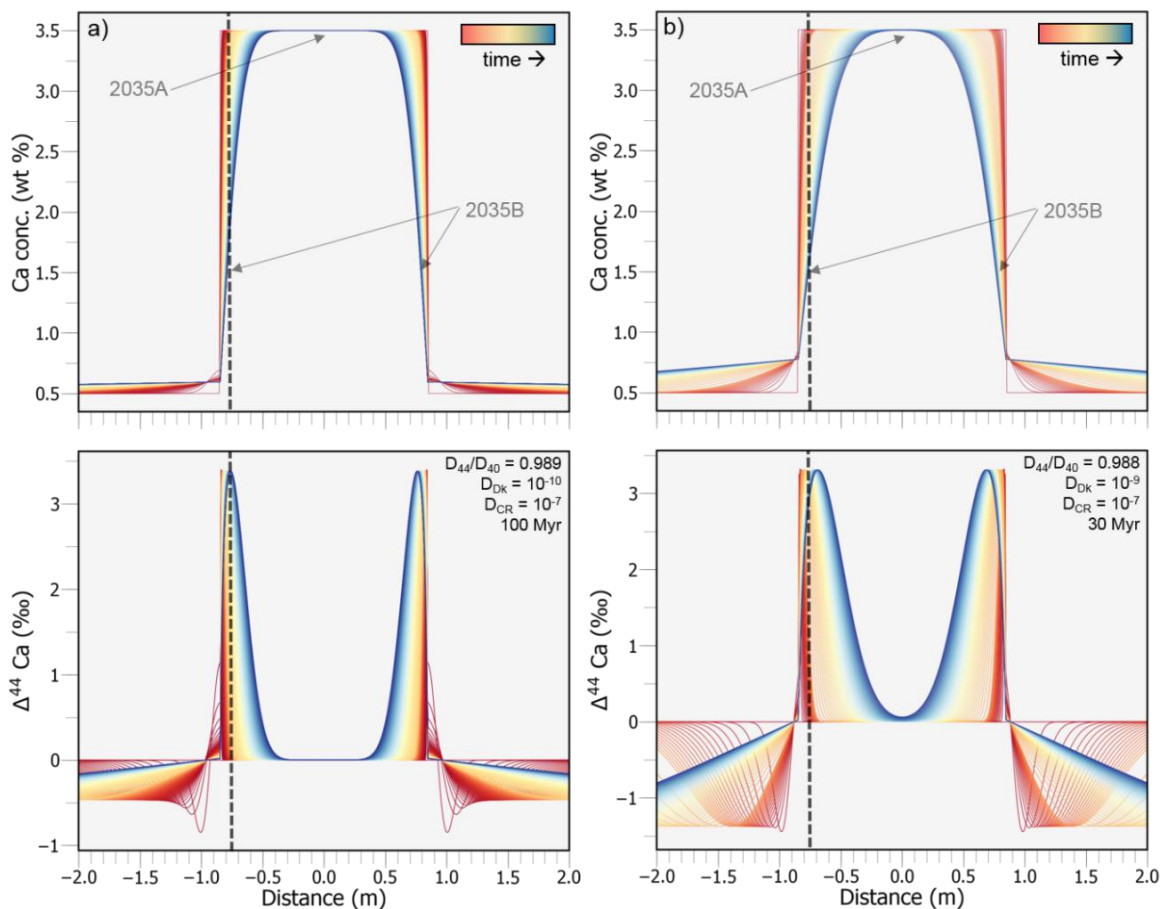 a)
time →
3.5
3.0
2.5
2.0
1.5
1.0
0.5
Ca conc. (wt %)
2035A
2035B
b)
time →
3.5
3.0
2.5
2.0
1.5
1.0
0.5
Ca conc. (wt %)
2035A
2035B
D₄₄/D₄₀ = 0.989
D_Dk = 10⁻¹⁰
D_CR = 10⁻⁷
100 Myr
3
2
1
0
−1
Δ⁴⁴ Ca (‰)
−2.0 −1.5 −1.0 −0.5 0.0 0.5 1.0 1.5 2.0
Distance (m)
D₄₄/D₄₀ = 0.988
D_Dk = 10⁻⁹
D_CR = 10⁻⁷
30 Myr
3
2
1
0
−1
Δ⁴⁴ Ca (‰)
−2.0 −1.5 −1.0 −0.5 0.0 0.5 1.0 1.5 2.0
Distance (m)